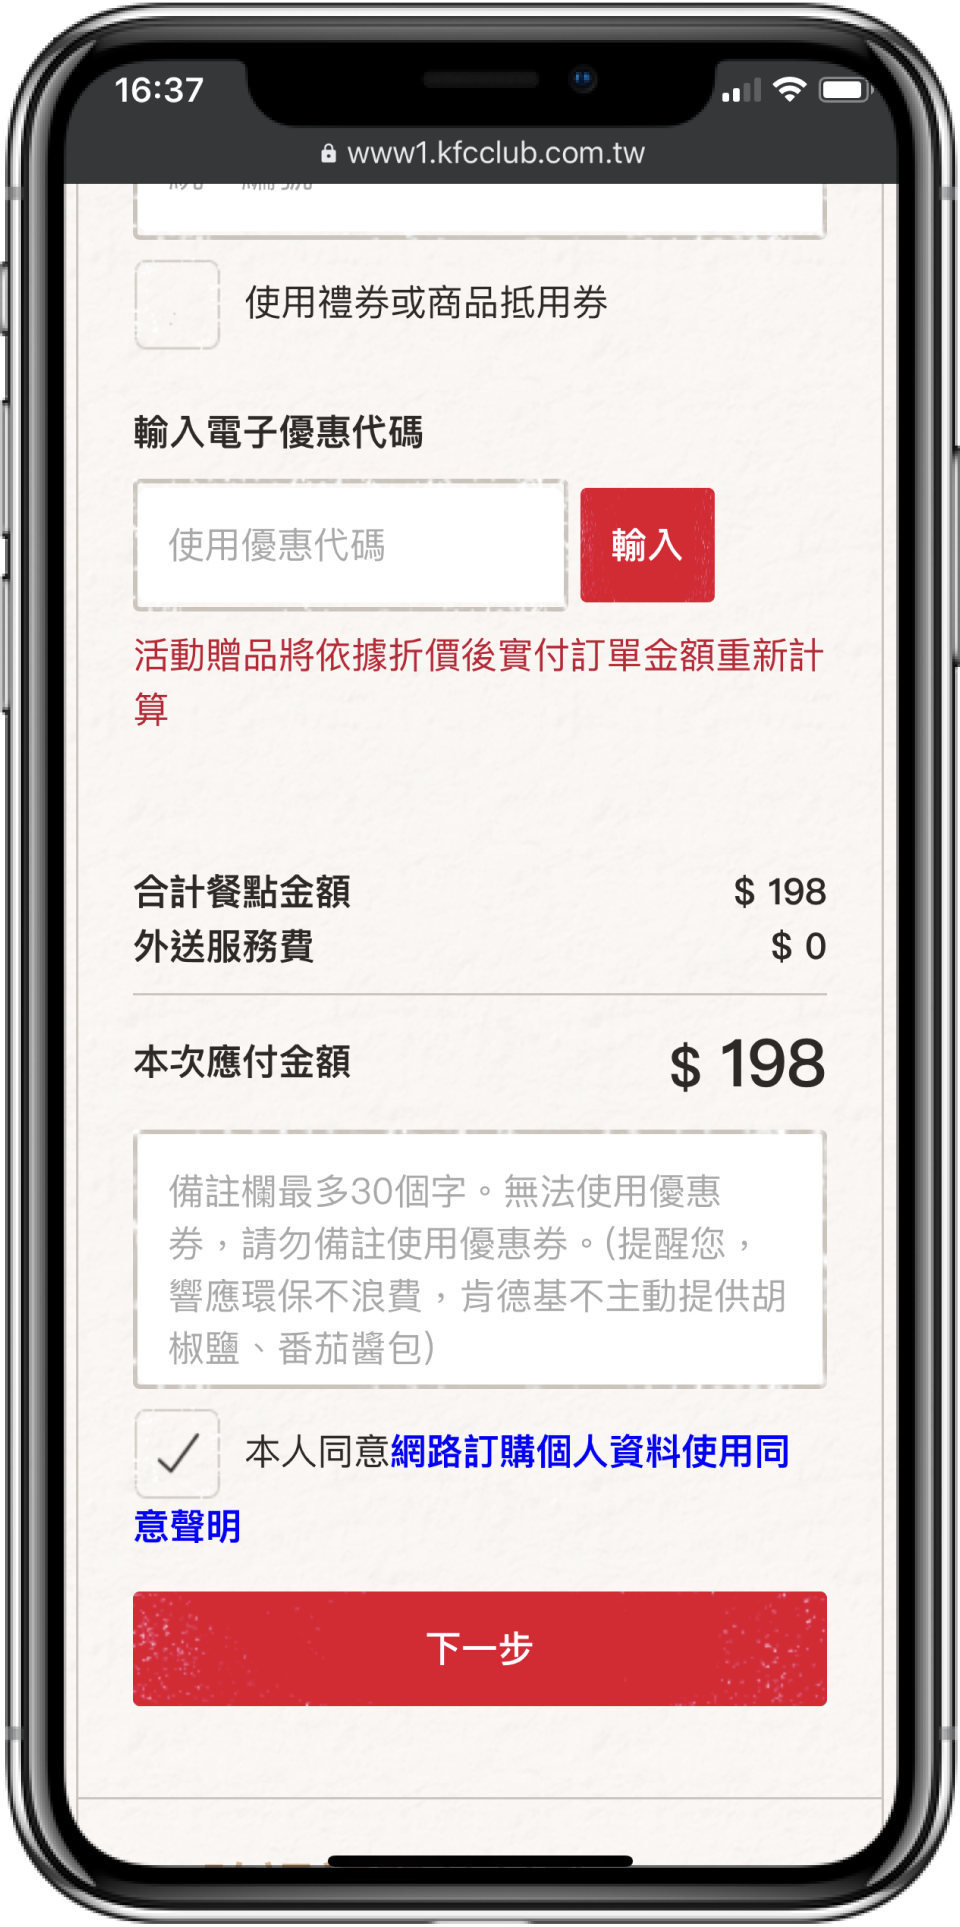 16:37
www1.kfcclub.com.tw
使用禮券或商品抵用券
輸入電子優惠代碼
使用優惠代碼
輸入
活動贈品將依據折價後實付訂單金額重新計
算
合計餐點金額 $ 198
外送服務費 $ 0
本次應付金額 $ 198
備註欄最多30個字。無法使用優惠
券，請勿備註使用優惠券。(提醒您，
響應環保不浪費，肯德基不主動提供胡
椒鹽、番茄醬包)
本人同意網路訂購個人資料使用同
意聲明
下一步